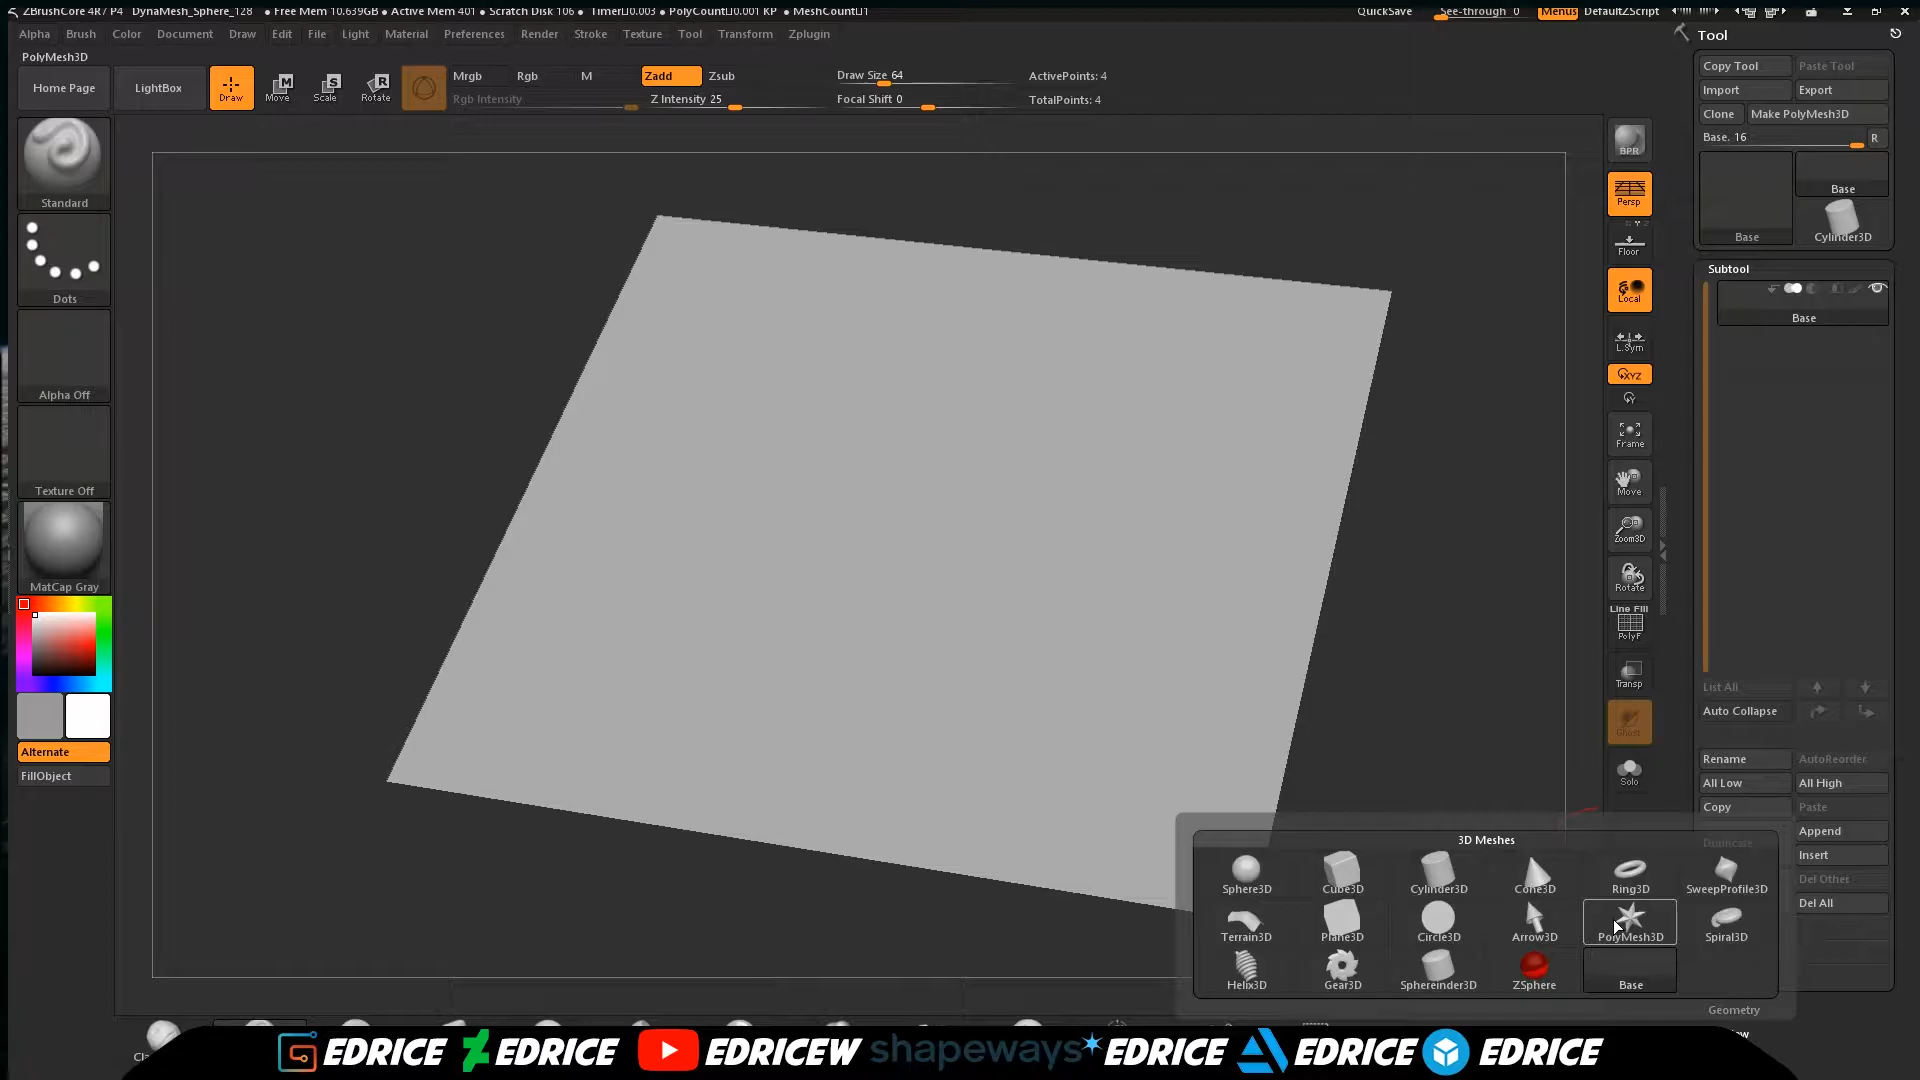 ZBrushCore 4R7 P4 DynaMesh_Sphere_128 • Free Mem 10.639GB • Active Mem 401 • Scratch Disk 106 • Timer▯0.003 • PolyCount▯0.001 KP • MeshCount▯1 QuickSave See-through 0 Menus DefaultZScript
Alpha Brush Color Document Draw Edit File Light Material Preferences Render Stroke Texture Tool Transform Zplugin
PolyMesh3D
Home Page LightBox Draw Move Scale Rotate
Mrgb Rgb M Zadd Zsub Draw Size 64 ActivePoints: 4
Rgb Intensity Z Intensity 25 Focal Shift 0 TotalPoints: 4
Standard
Dots
Alpha Off
Texture Off
MatCap Gray
Alternate
FillObject
BPR
Persp
Floor
Local
L.Sym
XYZ
Y
Frame
Move
Zoom3D
Rotate
Line Fill
PolyF
Transp
Ghost
Solo
Tool
Copy Tool Paste Tool
Import Export
Clone Make PolyMesh3D
Base. 16 R
Base
Base Cylinder3D
Subtool
Base
List All
Auto Collapse
Rename AutoReorder
All Low All High
Copy Paste
Duplicate Append
Insert
Del Other
Del All
Geometry
3D Meshes
Sphere3D Cube3D Cylinder3D Cone3D Ring3D SweepProfile3D
Terrain3D Plane3D Circle3D Arrow3D PolyMesh3D Spiral3D
Helix3D Gear3D Sphereinder3D ZSphere Base
EDRICE EDRICE EDRICEW shapeways EDRICE EDRICE EDRICE